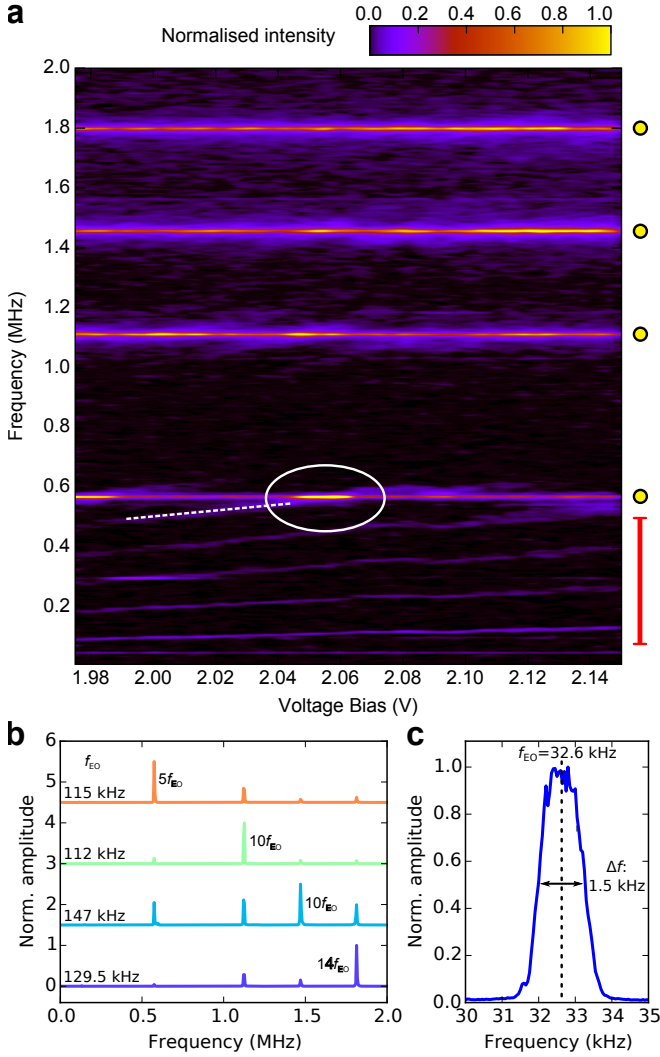 a
Normalised intensity
0.0 0.2 0.4 0.6 0.8 1.0
2.0
1.8
1.6
1.4
1.2
1.0
0.8
0.6
0.4
0.2
Frequency (MHz)
1.98 2.00 2.02 2.04 2.06 2.08 2.10 2.12 2.14
Voltage Bias (V)
b
Norm. amplitude
6
5
4
3
2
1
0
fEO
115 kHz
5fEO
112 kHz
10fEO
147 kHz
10fEO
129.5 kHz
14fEO
0.0 0.5 1.0 1.5 2.0
Frequency (MHz)
c
fEO=32.6 kHz
Norm. amplitude
1.0
0.8
0.6
0.4
0.2
0.0
Δf:
1.5 kHz
30 31 32 33 34 35
Frequency (kHz)